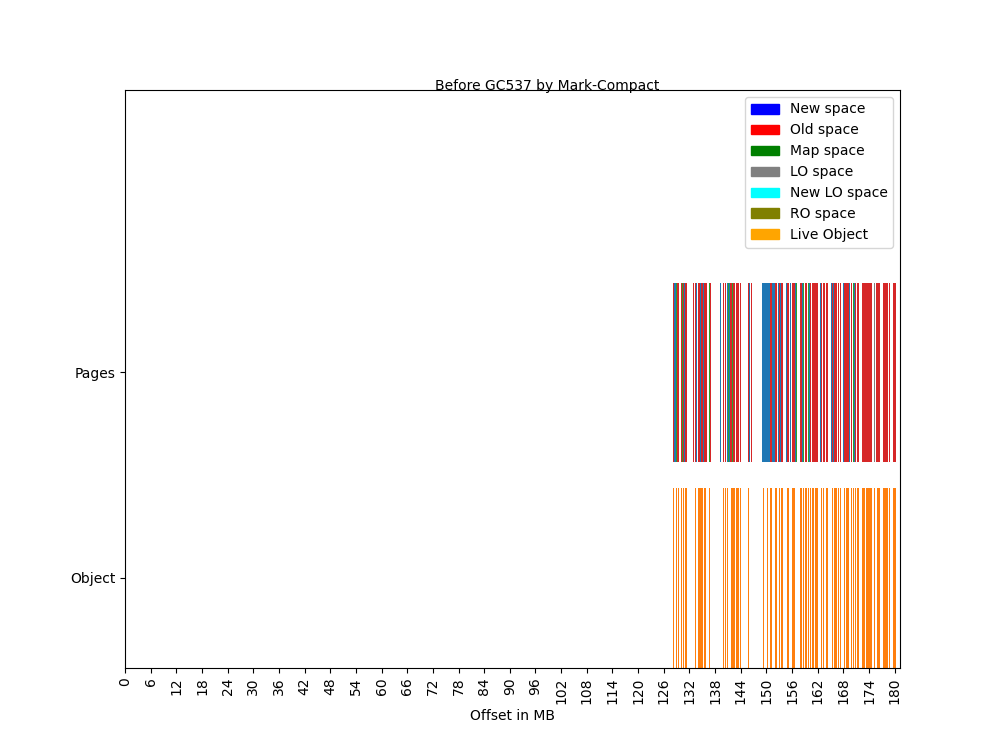 Before GC537 by Mark-Compact
New space
Old space
Map space
LO space
New LO space
RO space
Live Object
Pages
Object
0 6 12 18 24 30 36 42 48 54 60 66 72 78 84 90 96 102 108 114 120 126 132 138 144 150 156 162 168 174 180
Offset in MB